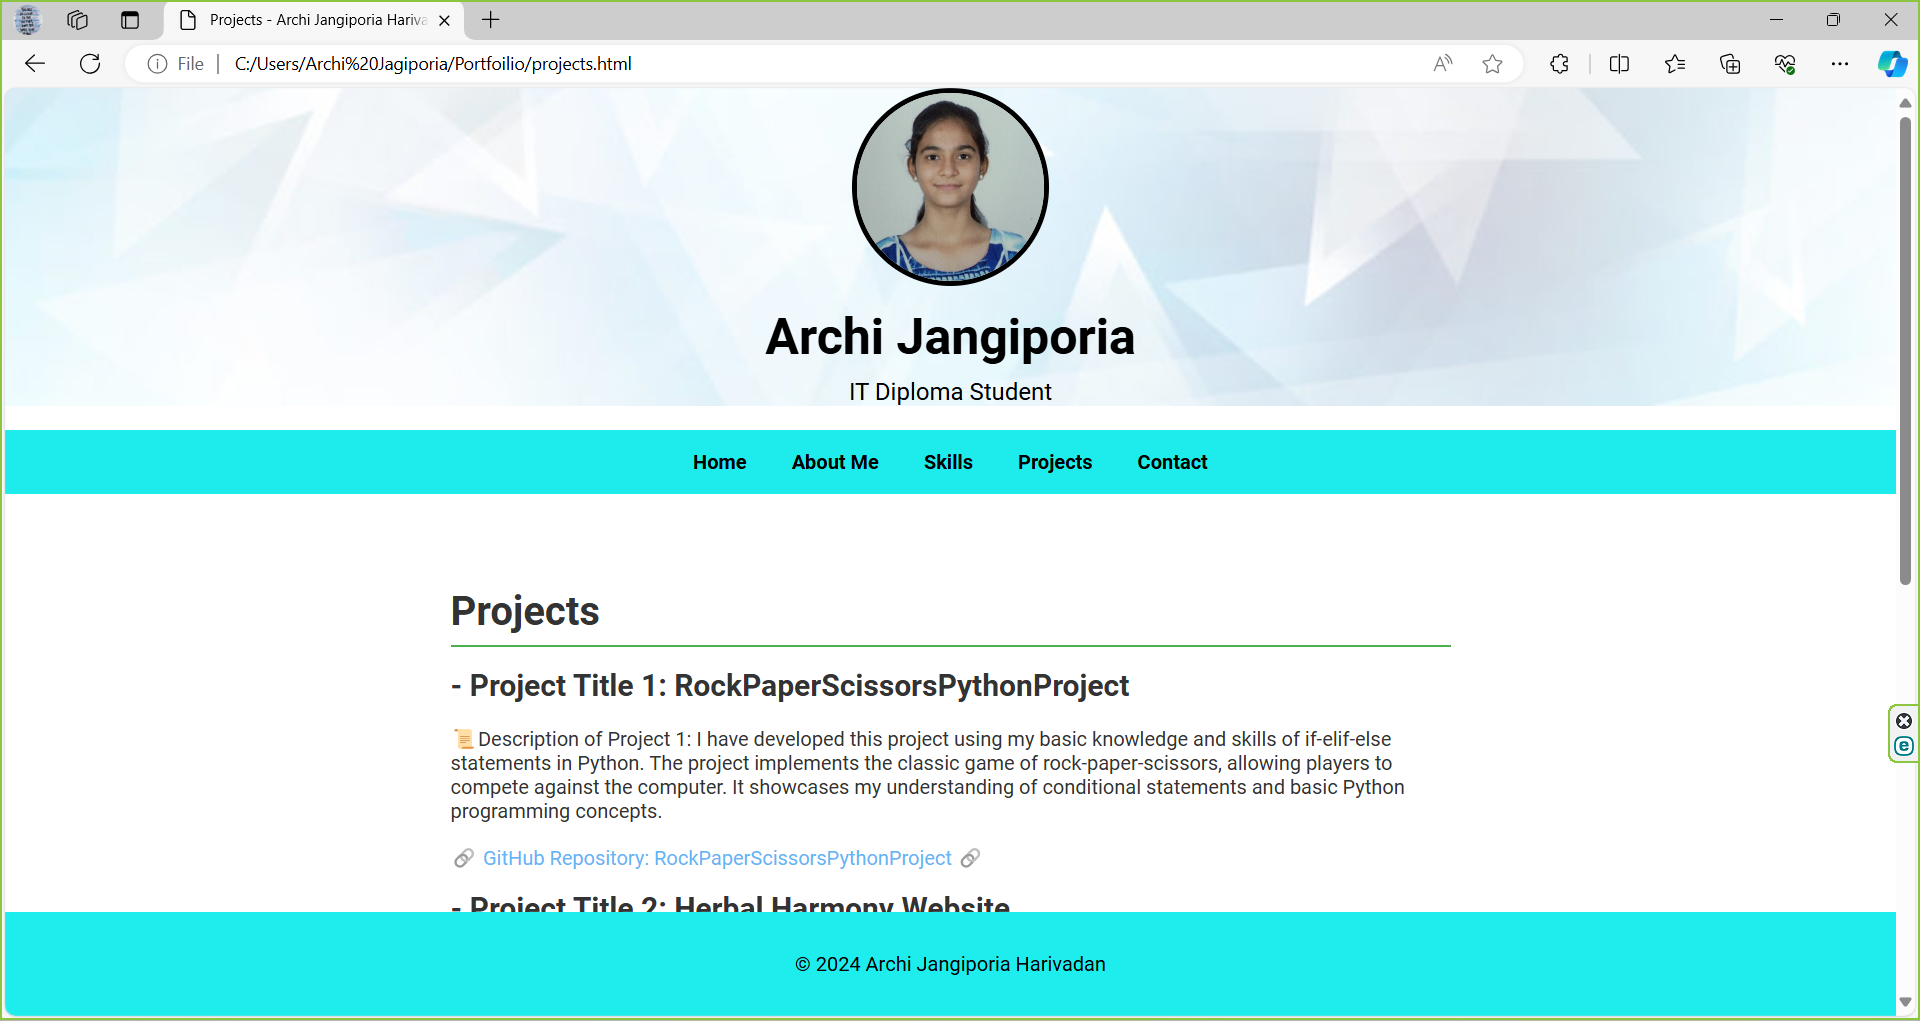 Projects - Archi Jangiporia Hariva
File
C:/Users/Archi%20Jagiporia/Portfoilio/projects.html
Archi Jangiporia
IT Diploma Student
Home About Me Skills Projects Contact
Projects
- Project Title 1: RockPaperScissorsPythonProject
📜 Description of Project 1: I have developed this project using my basic knowledge and skills of if-elif-else
statements in Python. The project implements the classic game of rock-paper-scissors, allowing players to
compete against the computer. It showcases my understanding of conditional statements and basic Python
programming concepts.
🔗 GitHub Repository: RockPaperScissorsPythonProject 🔗
- Project Title 2: Herbal Harmony Website
© 2024 Archi Jangiporia Harivadan